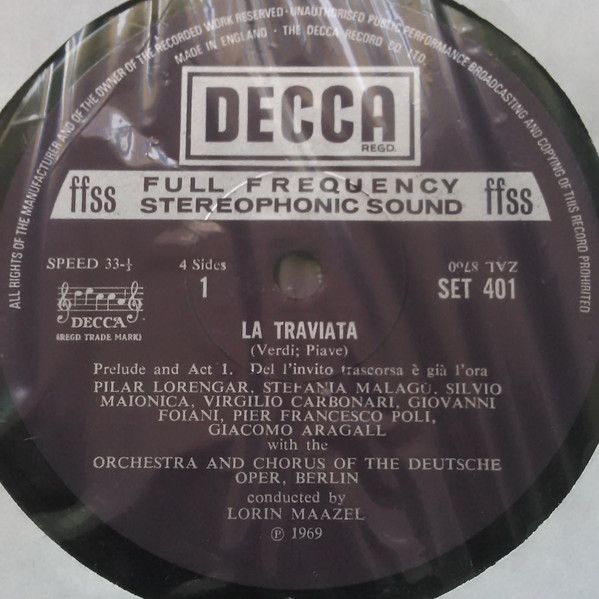 ALL RIGHTS OF THE MANUFACTURER AND OF THE OWNER OF THE RECORDED WORK RESERVED · UNAUTHORISED PUBLIC PERFORMANCE BROADCASTING AND COPYING OF THIS RECORD PROHIBITED
MADE IN ENGLAND · THE DECCA RECORD CO LTD.
DECCA
REGD.
ffss FULL FREQUENCY ffss
STEREOPHONIC SOUND
SPEED 33-⅓
4 Sides
1
ZAL 8760
SET 401
DECCA
(REGD TRADE MARK)
LA TRAVIATA
(Verdi; Piave)
Prelude and Act 1. Del l'invito trascorsa è già l'ora
PILAR LORENGAR, STEFANIA MALAGÙ, SILVIO
MAIONICA, VIRGILIO CARBONARI, GIOVANNI
FOIANI, PIER FRANCESCO POLI,
GIACOMO ARAGALL
with the
ORCHESTRA AND CHORUS OF THE DEUTSCHE
OPER, BERLIN
conducted by
LORIN MAAZEL
Ⓟ 1969